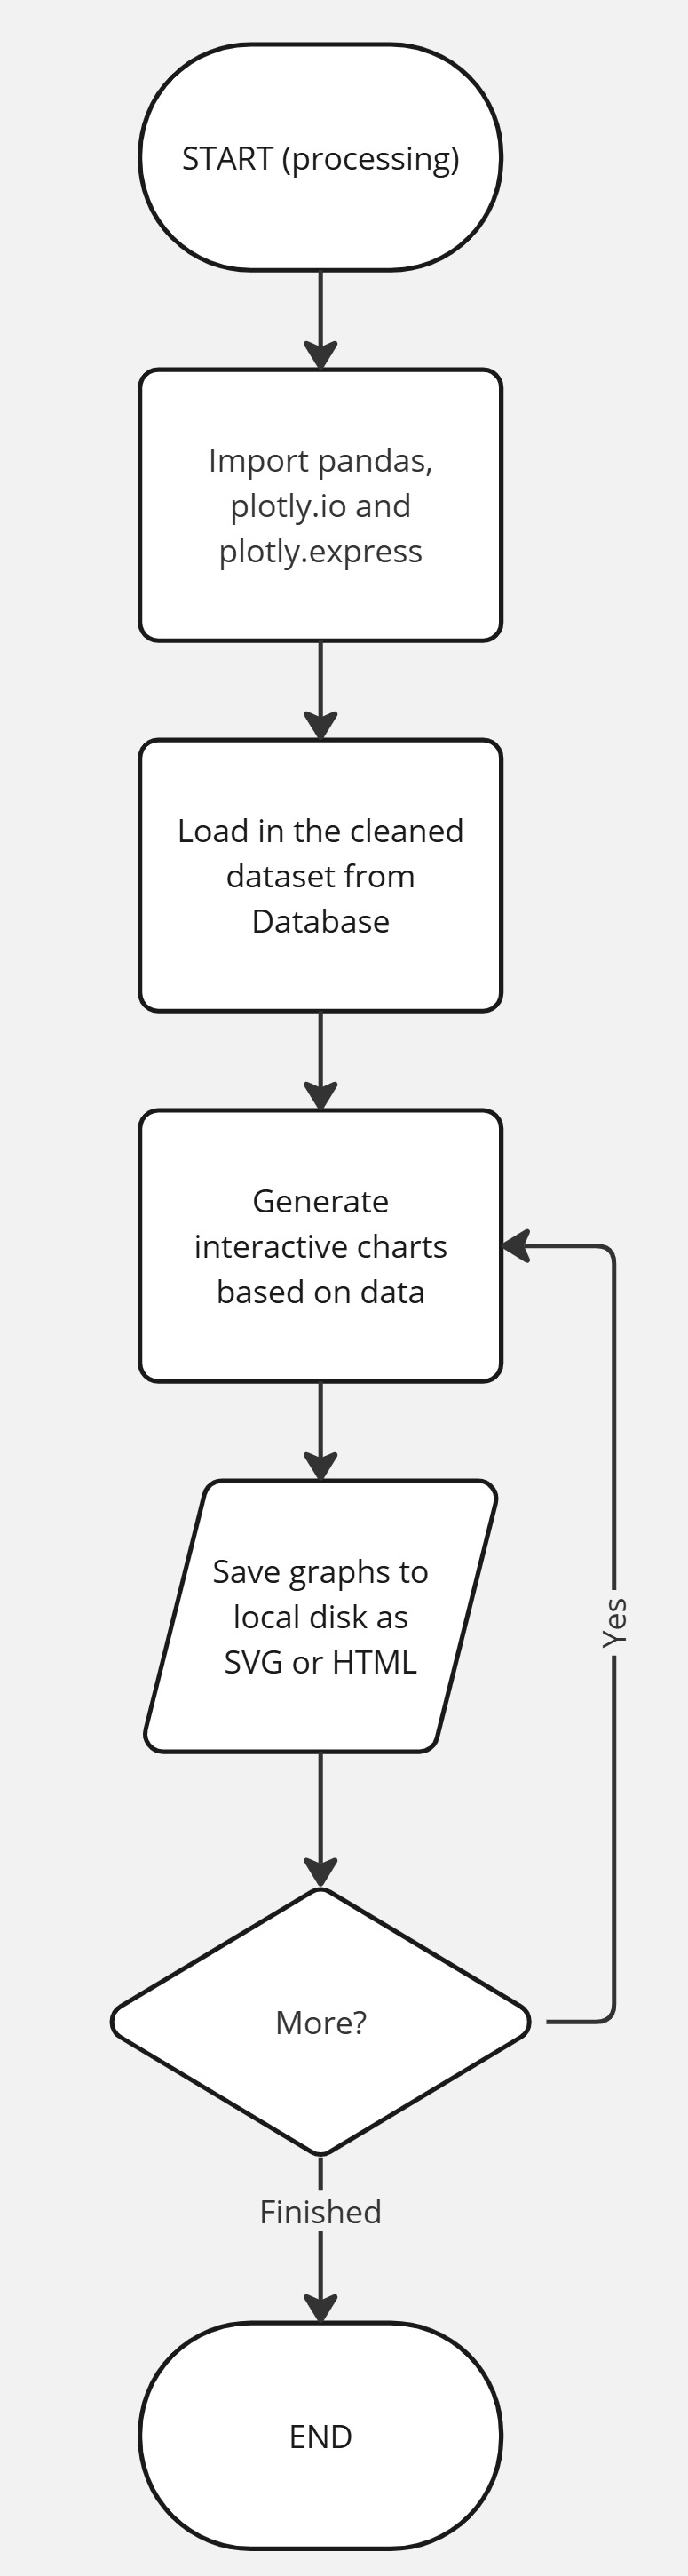 START (processing)
Import pandas,
plotly.io and
plotly.express
Load in the cleaned
dataset from
Database
Generate
interactive charts
based on data
Save graphs to
local disk as
SVG or HTML
Yes
More?
Finished
END